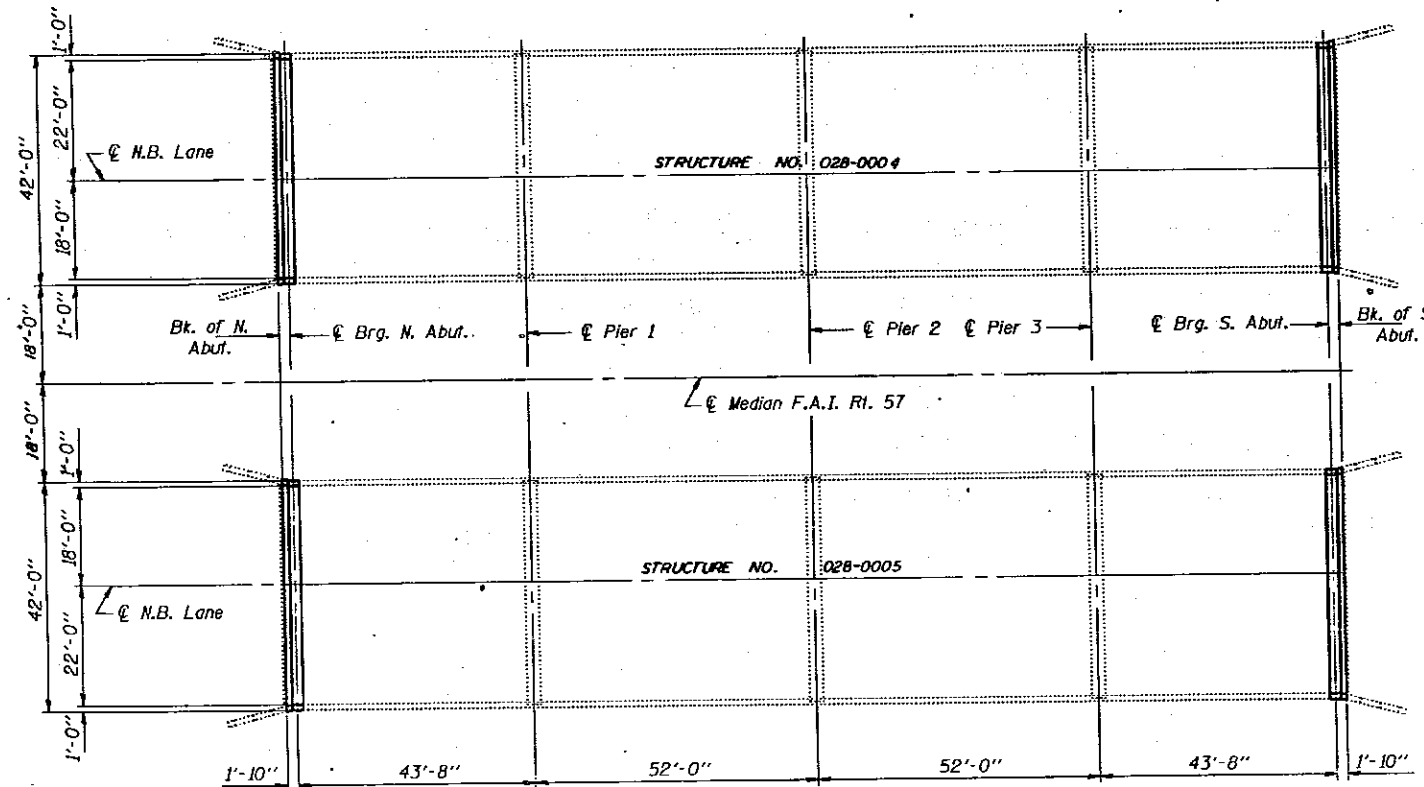 1'-0"
42'-0"
22'-0"
℄ N.B. Lane
STRUCTURE NO. 028-0004
18'-0"
1'-0"
18'-0"
Bk. of N.
Abut.
℄ Brg. N. Abut.
℄ Pier 1
℄ Pier 2
℄ Pier 3
℄ Brg. S. Abut.
Bk. of S
Abut.
℄ Median F.A.I. Rt. 57
18'-0"
1'-0"
42'-0"
18'-0"
STRUCTURE NO. 028-0005
℄ N.B. Lane
22'-0"
1'-0"
1'-10"
43'-8"
52'-0"
52'-0"
43'-8"
1'-10"